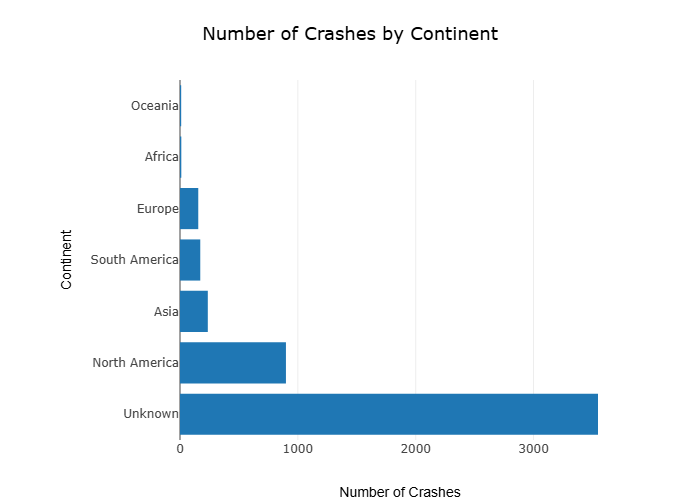 Number of Crashes by Continent
Oceania
Africa
Europe
South America
Asia
North America
Unknown
Continent
0 1000 2000 3000
Number of Crashes